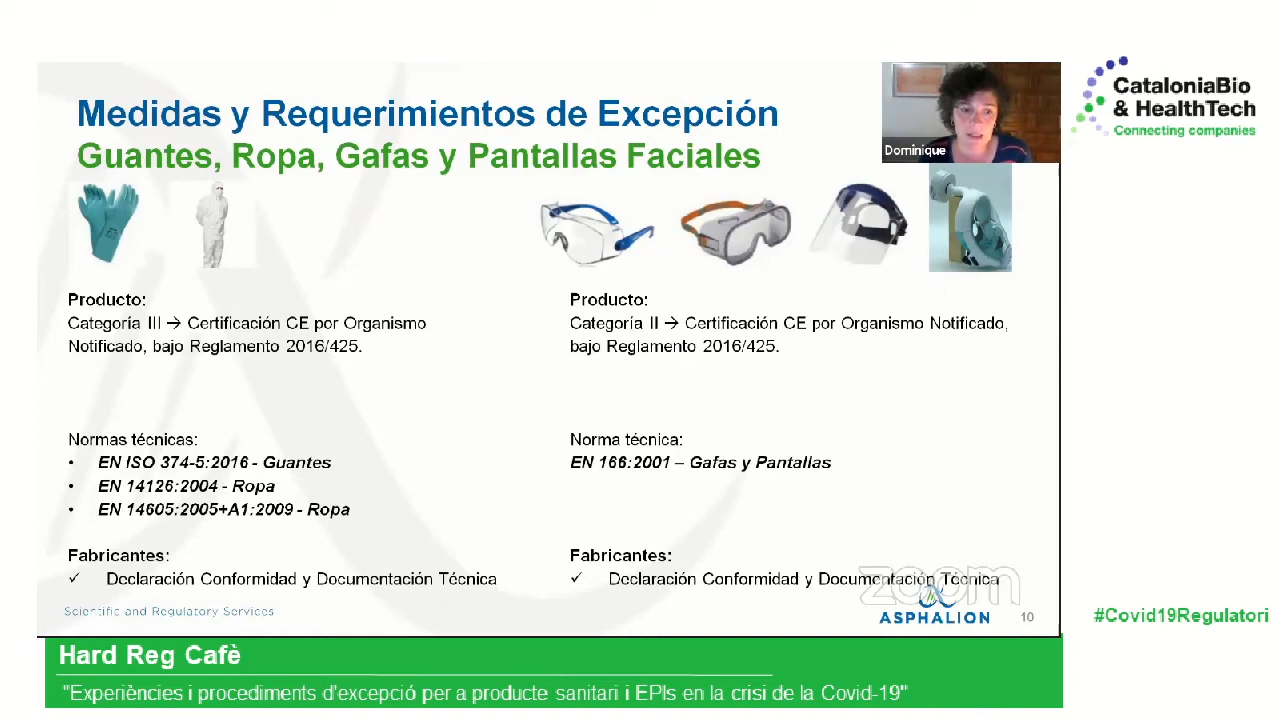 Medidas y Requerimientos de Excepción
Guantes, Ropa, Gafas y Pantallas Faciales
Dominique
CataloniaBio
& HealthTech
Connecting companies
Producto:
Categoría III → Certificación CE por Organismo
Notificado, bajo Reglamento 2016/425.
Normas técnicas:
• EN ISO 374-5:2016 - Guantes
• EN 14126:2004 - Ropa
• EN 14605:2005+A1:2009 - Ropa
Fabricantes:
✓ Declaración Conformidad y Documentación Técnica
Producto:
Categoría II → Certificación CE por Organismo Notificado,
bajo Reglamento 2016/425.
Norma técnica:
EN 166:2001 – Gafas y Pantallas
Fabricantes:
✓ Declaración Conformidad y Documentación Técnica
zoom
Scientific and Regulatory Services
ASPHALION
10
#Covid19Regulatori
Hard Reg Cafè
"Experiències i procediments d'excepció per a producte sanitari i EPIs en la crisi de la Covid-19"